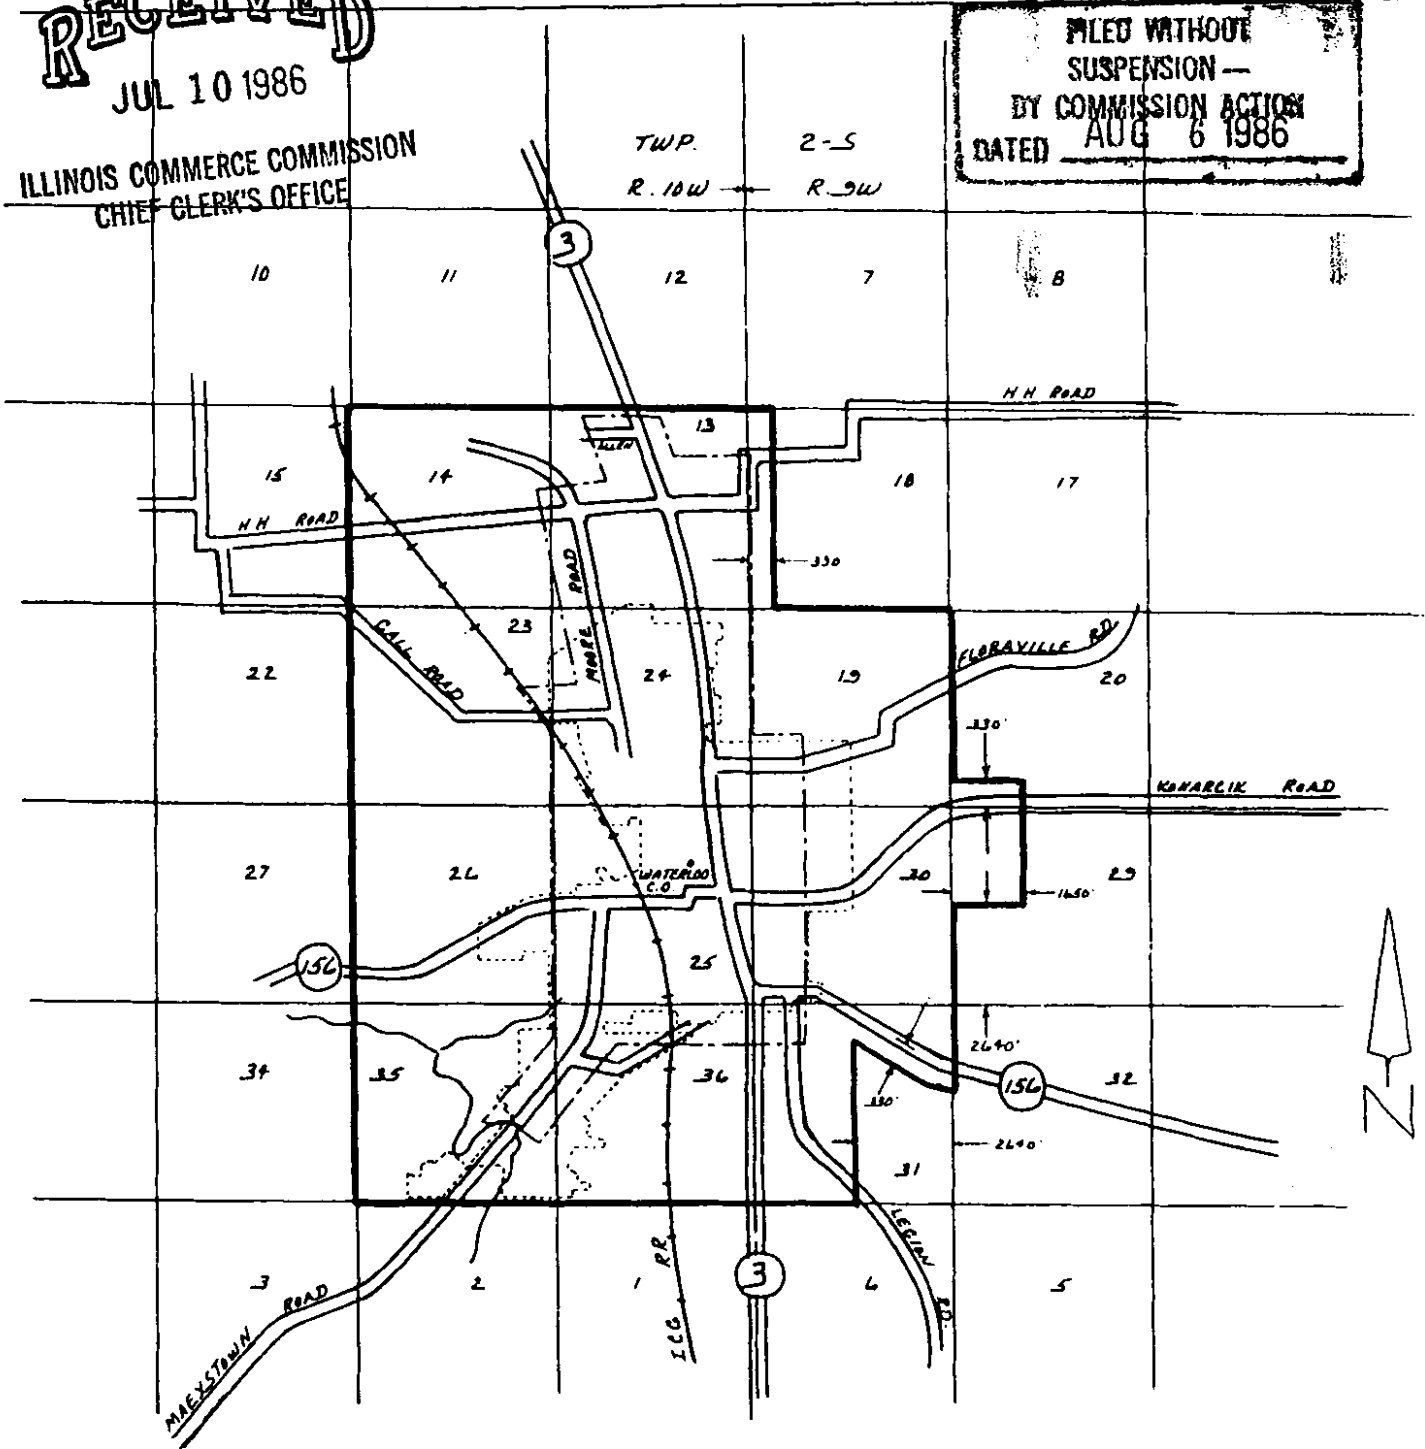 RECEIVED
JUL 10 1986
ILLINOIS COMMERCE COMMISSION
CHIEF CLERK'S OFFICE
FILED WITHOUT
SUSPENSION —
BY COMMISSION ACTION
DATED AUG 6 1986
TWP. 2-S
R. 10W R. 9W
3
10 11 12 7 8
H H ROAD
13
ALLEN
15 14 18 17
H H ROAD
330
MOORE ROAD
23
GALL ROAD
FLORAVILLE RD.
22 24 19 20
330'
KONARCIK ROAD
27 26 30 29
WATERLOO
C.O.
1650'
156
25
2640'
34 35 36 32
156
330'
2640'
31
LEGION RD.
3 2 1 6 5
3
ICG RR
MAEYSTOWN ROAD
N